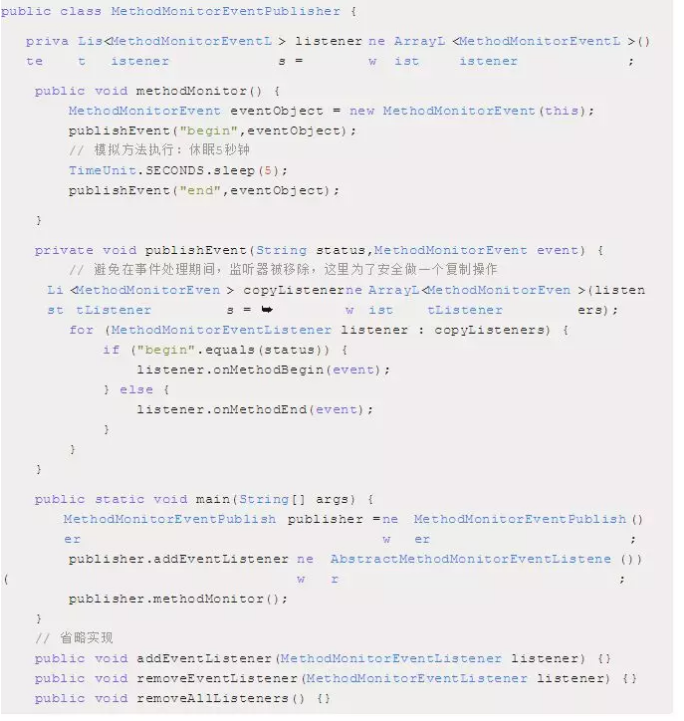 public class MethodMonitorEventPublisher {
priva Lis<MethodMonitorEventL > listener ne ArrayL <MethodMonitorEventL >()
te t istener s = w ist istener ;
public void methodMonitor() {
MethodMonitorEvent eventObject = new MethodMonitorEvent(this);
publishEvent("begin",eventObject);
// 模拟方法执行：休眠5秒钟
TimeUnit.SECONDS.sleep(5);
publishEvent("end",eventObject);
}
private void publishEvent(String status,MethodMonitorEvent event) {
// 避免在事件处理期间，监听器被移除，这里为了安全做一个复制操作
Li <MethodMonitorEven > copyListener ne ArrayL<MethodMonitorEven >(listen
st tListener s = ➥ w ist tListener ers);
for (MethodMonitorEventListener listener : copyListeners) {
if ("begin".equals(status)) {
listener.onMethodBegin(event);
} else {
listener.onMethodEnd(event);
}
}
}
public static void main(String[] args) {
MethodMonitorEventPublish publisher = ne MethodMonitorEventPublish ()
er w er ;
publisher.addEventListener ne AbstractMethodMonitorEventListene ())
( w r ;
publisher.methodMonitor();
}
// 省略实现
public void addEventListener(MethodMonitorEventListener listener) {}
public void removeEventListener(MethodMonitorEventListener listener) {}
public void removeAllListeners() {}